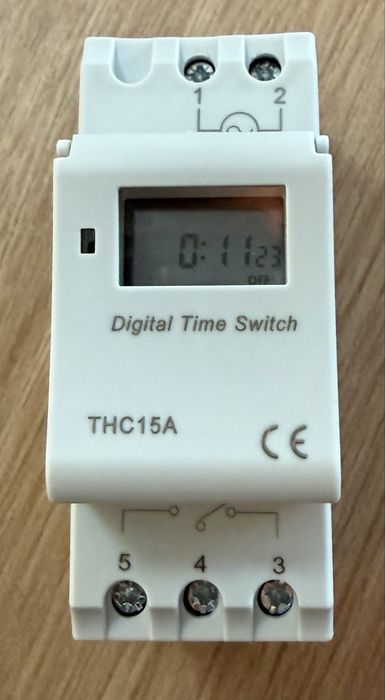 1 2
0:11 23
OFF
Digital Time Switch
THC15A
CE
5 4 3